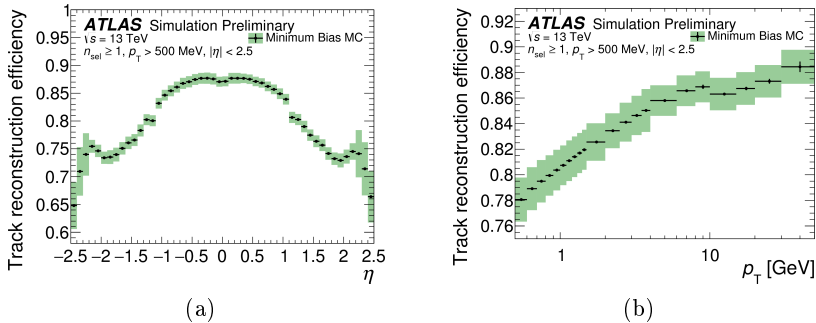 ATLAS Simulation Preliminary
√s = 13 TeV
Minimum Bias MC
n_sel ≥ 1, p_T > 500 MeV, |η| < 2.5
Track reconstruction efficiency
1
0.95
0.9
0.85
0.8
0.75
0.7
0.65
0.6
−2.5 −2 −1.5 −1 −0.5 0 0.5 1 1.5 2 2.5
η
(a)
ATLAS Simulation Preliminary
√s = 13 TeV
Minimum Bias MC
n_sel ≥ 1, p_T > 500 MeV, |η| < 2.5
Track reconstruction efficiency
0.92
0.9
0.88
0.86
0.84
0.82
0.8
0.78
0.76
1 10
p_T [GeV]
(b)